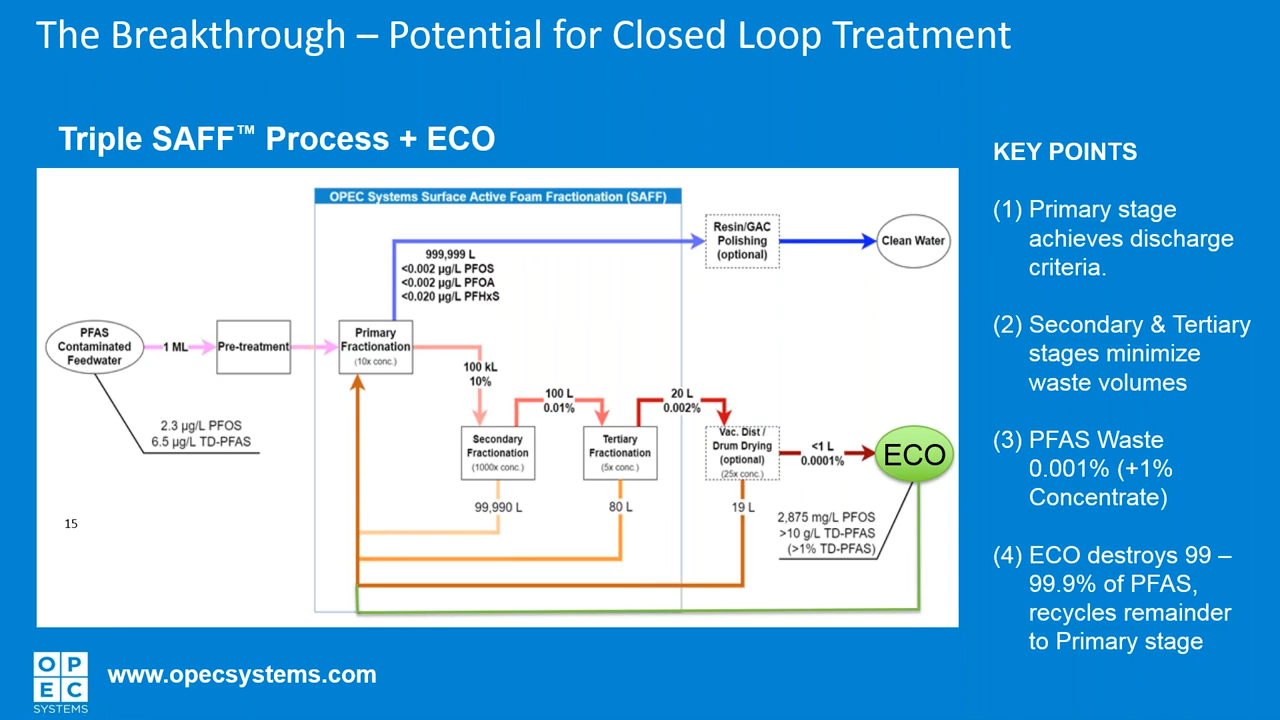 The Breakthrough – Potential for Closed Loop Treatment
Triple SAFF™ Process + ECO
OPEC Systems Surface Active Foam Fractionation (SAFF)
PFAS
Contaminated
Feedwater
1 ML
Pre-treatment
2.3 µg/L PFOS
6.5 µg/L TD-PFAS
Primary
Fractionation
(10x conc.)
999,999 L
<0.002 µg/L PFOS
<0.002 µg/L PFOA
<0.020 µg/L PFHxS
Resin/GAC
Polishing
(optional)
Clean Water
100 kL
10%
Secondary
Fractionation
(1000x conc.)
100 L
0.01%
Tertiary
Fractionation
(5x conc.)
20 L
0.002%
Vac. Dist /
Drum Drying
(optional)
(25x conc.)
<1 L
0.0001%
ECO
99,990 L
80 L
19 L
2,875 mg/L PFOS
>10 g/L TD-PFAS
(>1% TD-PFAS)
15
KEY POINTS
(1) Primary stage
achieves discharge
criteria.
(2) Secondary & Tertiary
stages minimize
waste volumes
(3) PFAS Waste
0.001% (+1%
Concentrate)
(4) ECO destroys 99 –
99.9% of PFAS,
recycles remainder
to Primary stage
OPEC
SYSTEMS
www.opecsystems.com